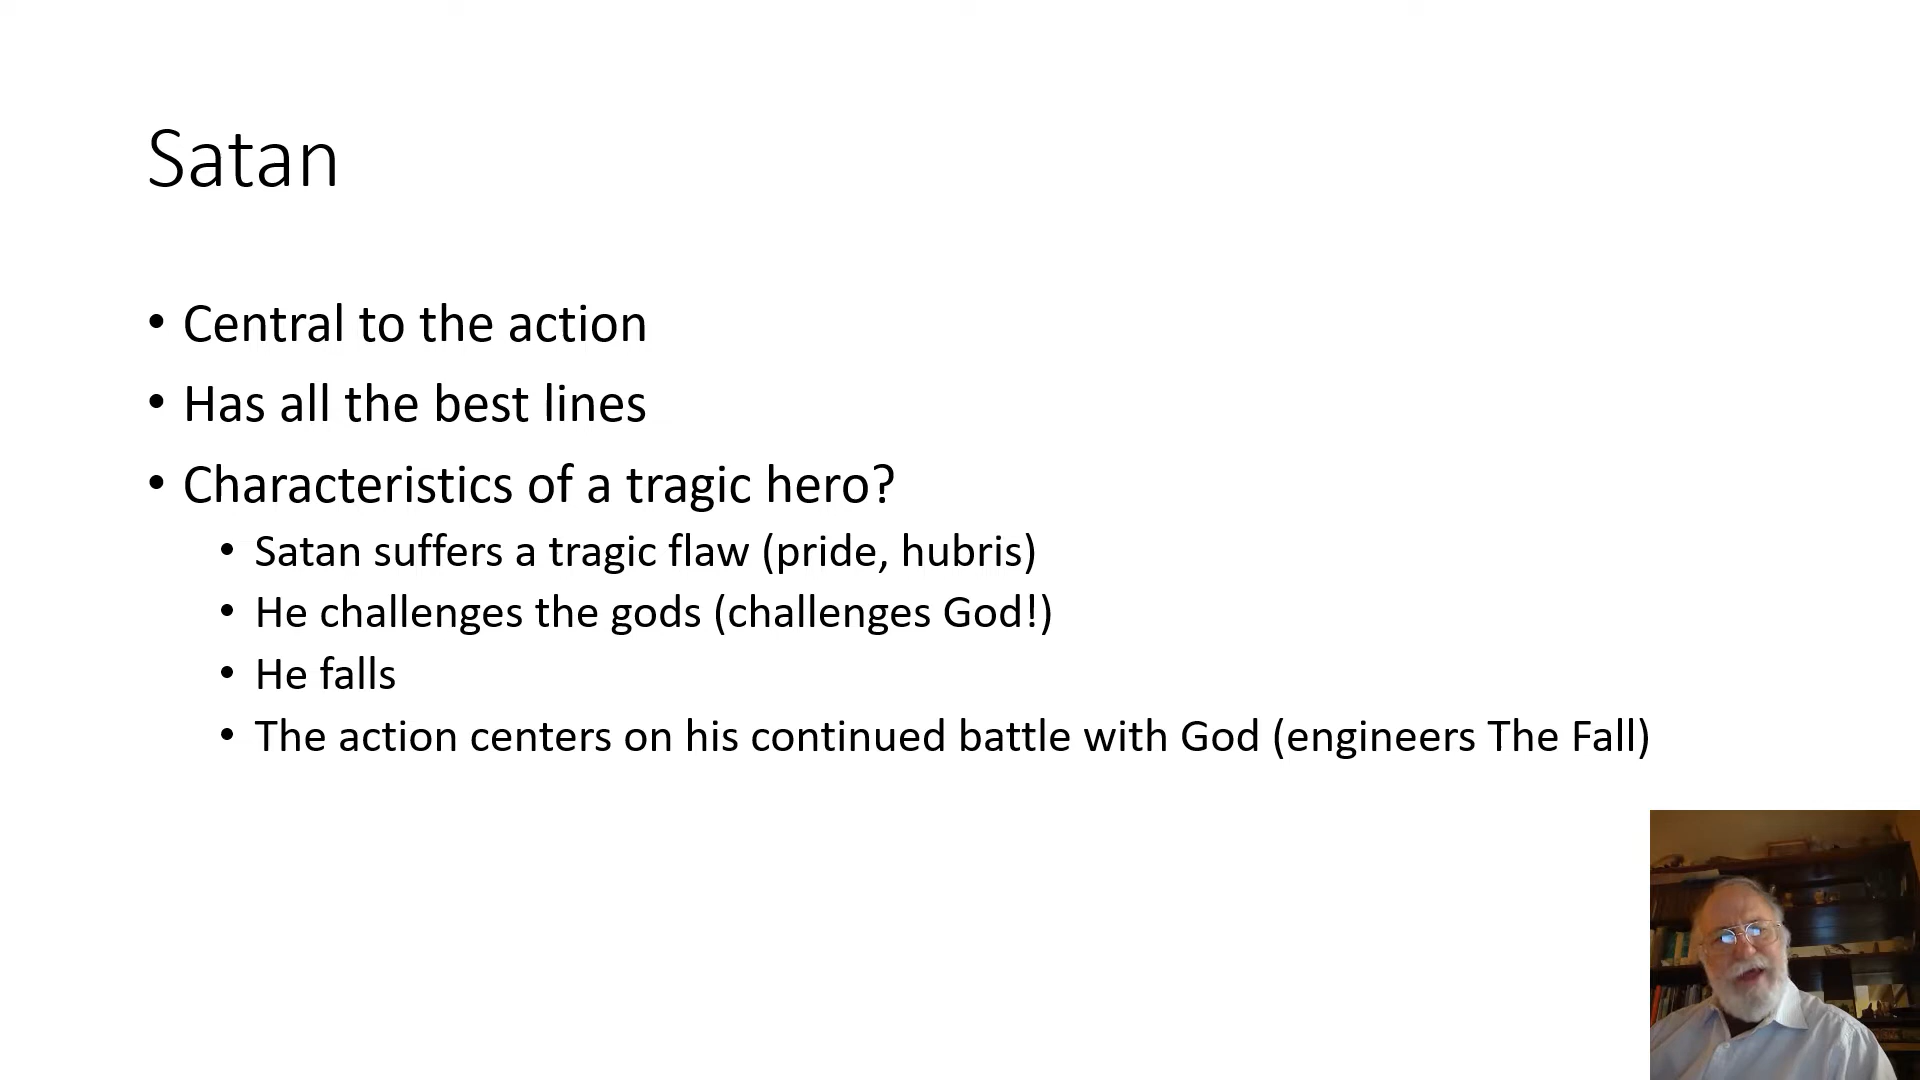 Satan
• Central to the action
• Has all the best lines
• Characteristics of a tragic hero?
• Satan suffers a tragic flaw (pride, hubris)
• He challenges the gods (challenges God!)
• He falls
• The action centers on his continued battle with God (engineers The Fall)